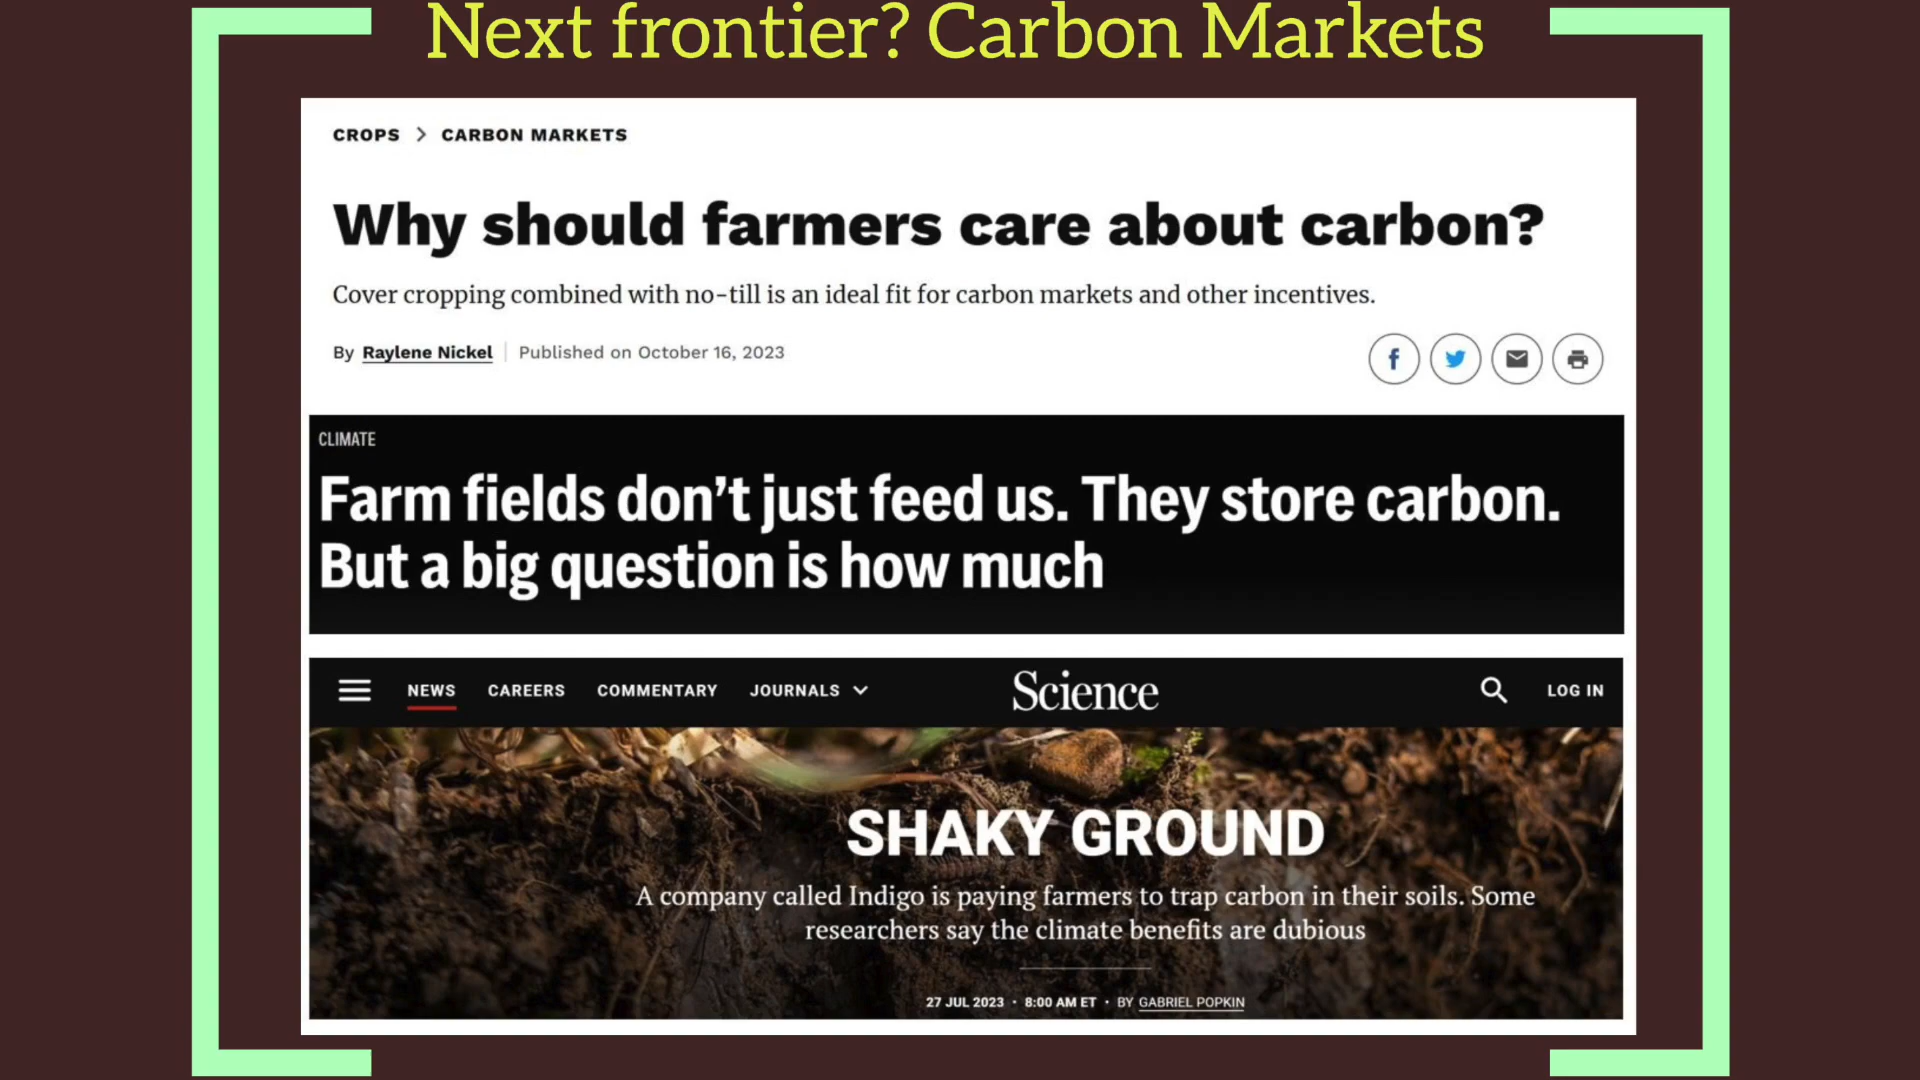 Next frontier? Carbon Markets
CROPS > CARBON MARKETS
Why should farmers care about carbon?
Cover cropping combined with no-till is an ideal fit for carbon markets and other incentives.
By Raylene Nickel | Published on October 16, 2023
CLIMATE
Farm fields don’t just feed us. They store carbon.
But a big question is how much
NEWS CAREERS COMMENTARY JOURNALS Science LOG IN
SHAKY GROUND
A company called Indigo is paying farmers to trap carbon in their soils. Some
researchers say the climate benefits are dubious
27 JUL 2023 · 8:00 AM ET · BY GABRIEL POPKIN